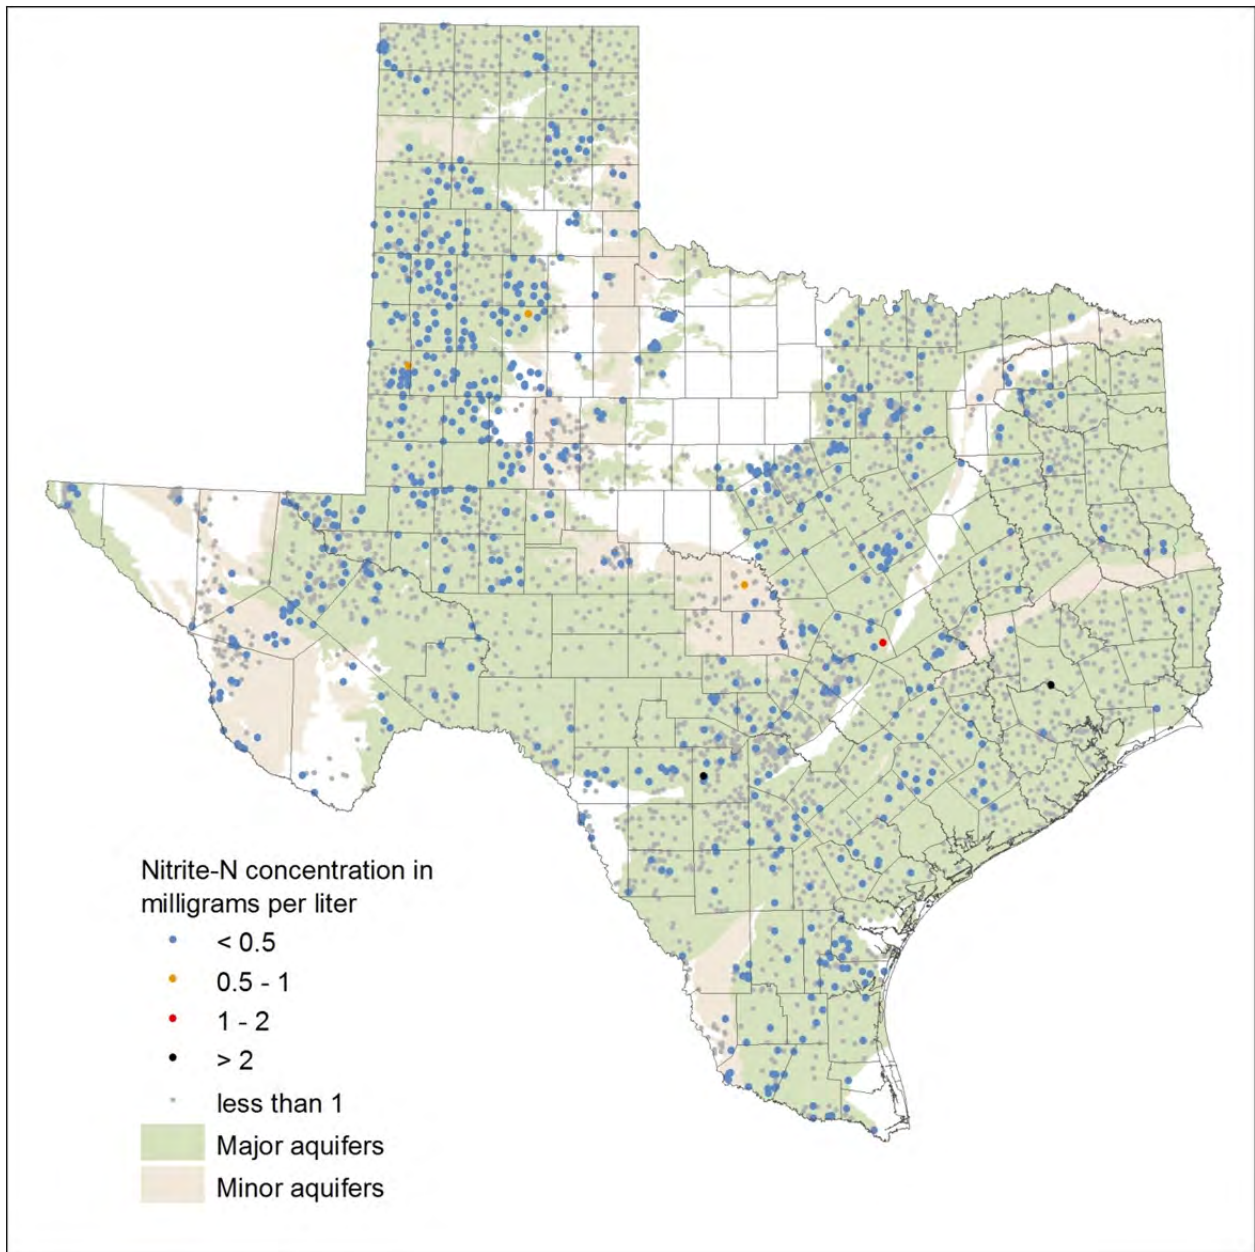 Nitrite-N concentration in
milligrams per liter
< 0.5
0.5 - 1
1 - 2
> 2
less than 1
Major aquifers
Minor aquifers